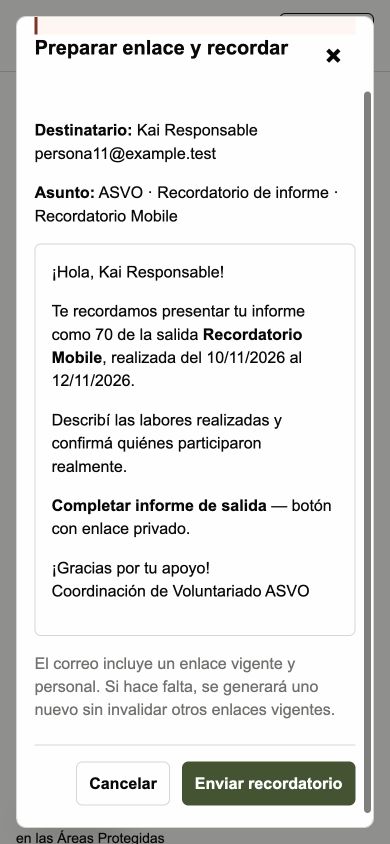 Preparar enlace y recordar
×
Destinatario: Kai Responsable
persona11@example.test
Asunto: ASVO · Recordatorio de informe ·
Recordatorio Mobile
¡Hola, Kai Responsable!
Te recordamos presentar tu informe
como 70 de la salida Recordatorio
Mobile, realizada del 10/11/2026 al
12/11/2026.
Describí las labores realizadas y
confirmá quiénes participaron
realmente.
Completar informe de salida — botón
con enlace privado.
¡Gracias por tu apoyo!
Coordinación de Voluntariado ASVO
El correo incluye un enlace vigente y
personal. Si hace falta, se generará uno
nuevo sin invalidar otros enlaces vigentes.
Cancelar
Enviar recordatorio
en las Áreas Protegidas